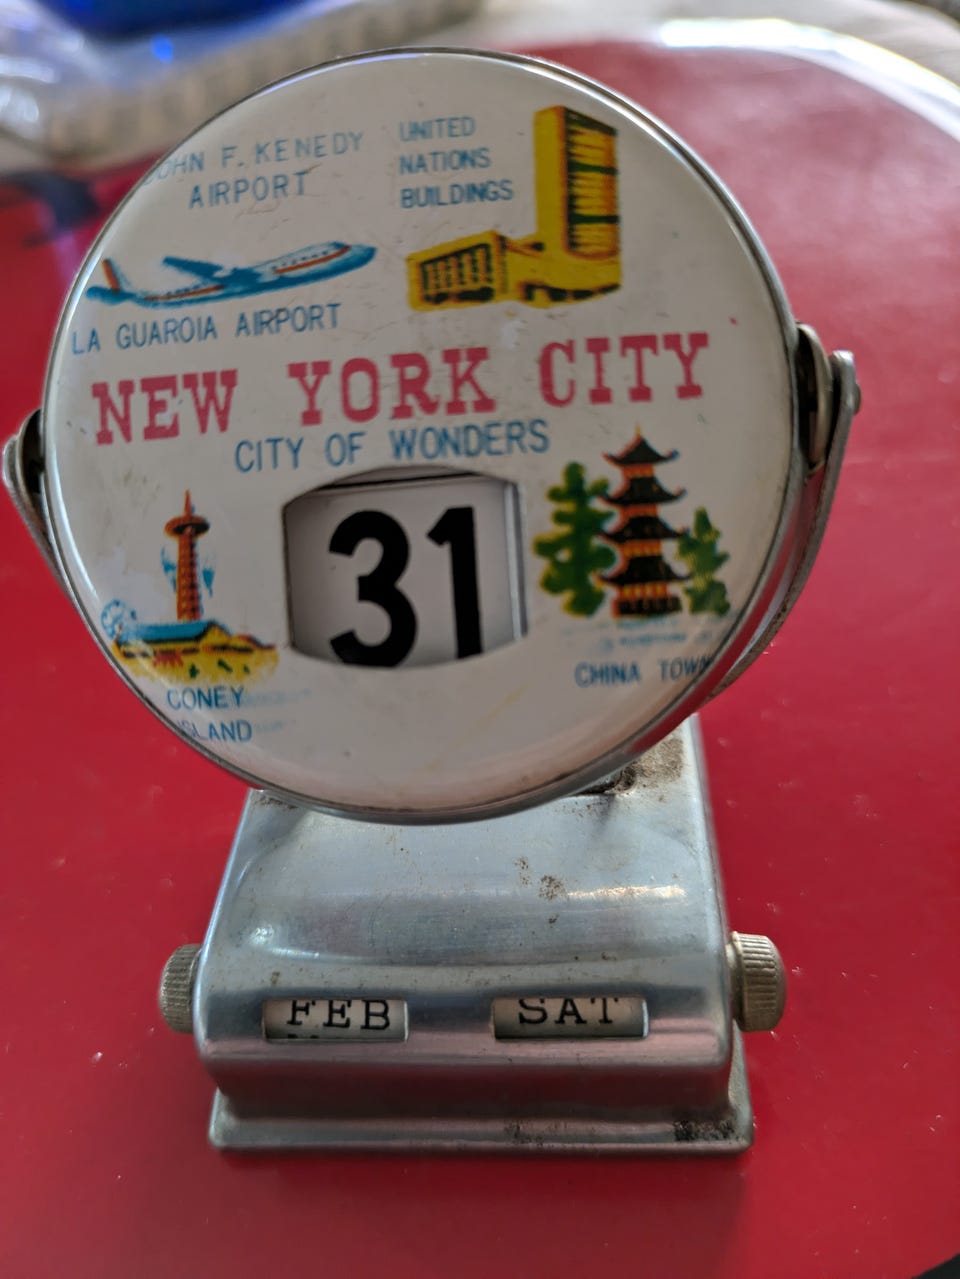 JOHN F. KENEDY
AIRPORT
UNITED
NATIONS
BUILDINGS
LA GUAROIA AIRPORT
NEW YORK CITY
CITY OF WONDERS
31
CONEY
ISLAND
CHINA TOWN
FEB
SAT